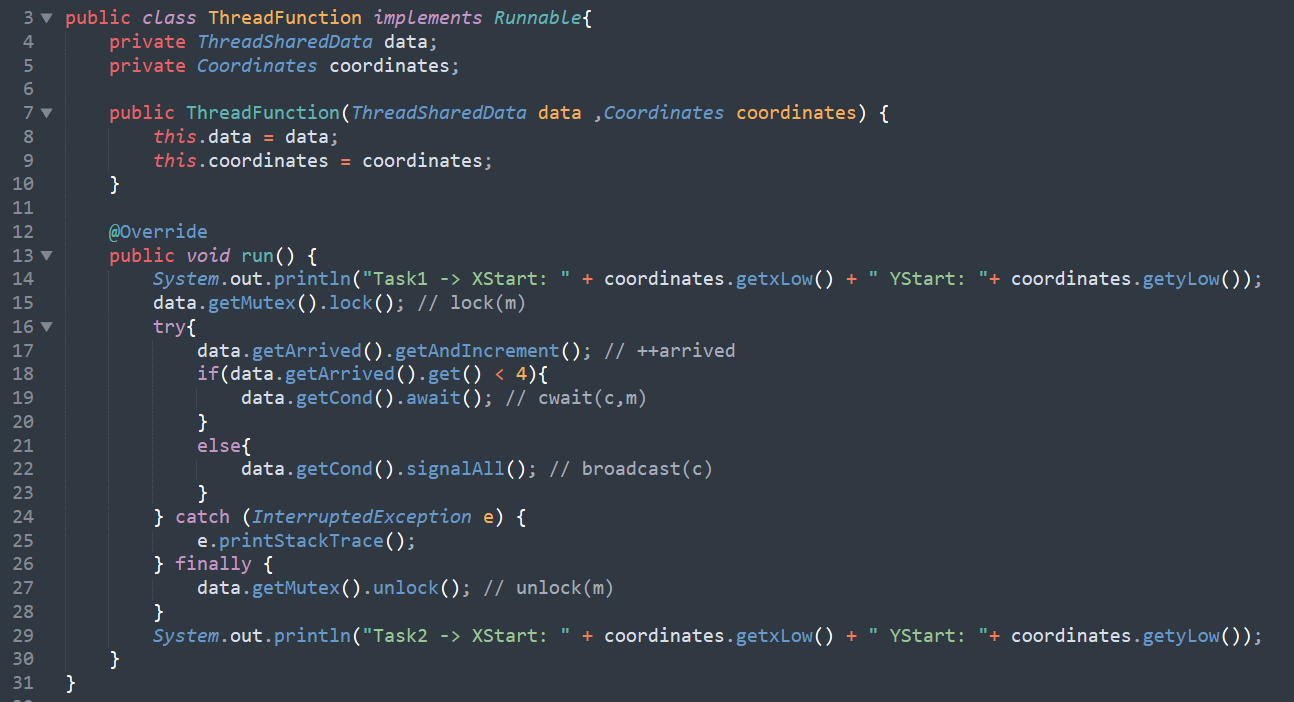 3 public class ThreadFunction implements Runnable{
4     private ThreadSharedData data;
5     private Coordinates coordinates;
6
7     public ThreadFunction(ThreadSharedData data ,Coordinates coordinates) {
8         this.data = data;
9         this.coordinates = coordinates;
10     }
11
12     @Override
13     public void run() {
14         System.out.println("Task1 -> XStart: " + coordinates.getxLow() + " YStart: "+ coordinates.getyLow());
15         data.getMutex().lock(); // lock(m)
16         try{
17             data.getArrived().getAndIncrement(); // ++arrived
18             if(data.getArrived().get() < 4){
19                 data.getCond().await(); // cwait(c,m)
20             }
21             else{
22                 data.getCond().signalAll(); // broadcast(c)
23             }
24         } catch (InterruptedException e) {
25             e.printStackTrace();
26         } finally {
27             data.getMutex().unlock(); // unlock(m)
28         }
29         System.out.println("Task2 -> XStart: " + coordinates.getxLow() + " YStart: "+ coordinates.getyLow());
30     }
31 }